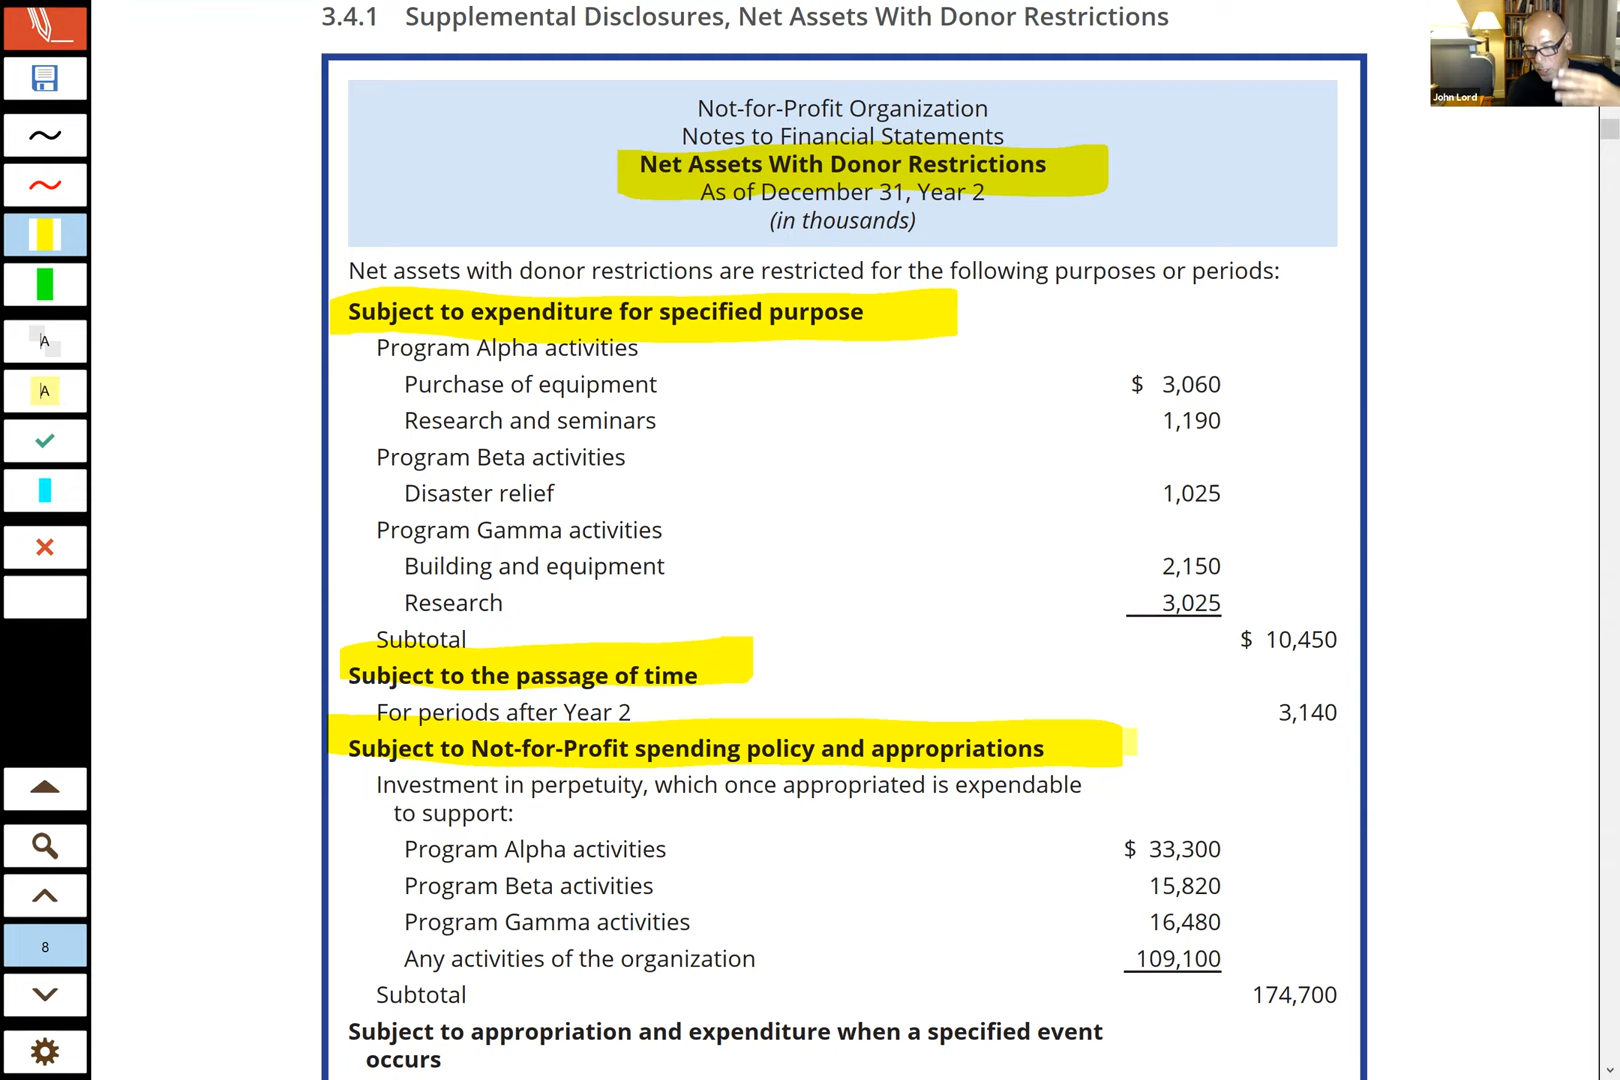 3.4.1 Supplemental Disclosures, Net Assets With Donor Restrictions
John Lord
Not-for-Profit Organization
Notes to Financial Statements
Net Assets With Donor Restrictions
As of December 31, Year 2
(in thousands)
Net assets with donor restrictions are restricted for the following purposes or periods:
Subject to expenditure for specified purpose
Program Alpha activities
Purchase of equipment $ 3,060
Research and seminars 1,190
Program Beta activities
Disaster relief 1,025
Program Gamma activities
Building and equipment 2,150
Research 3,025
Subtotal $ 10,450
Subject to the passage of time
For periods after Year 2 3,140
Subject to Not-for-Profit spending policy and appropriations
Investment in perpetuity, which once appropriated is expendable
to support:
Program Alpha activities $ 33,300
Program Beta activities 15,820
Program Gamma activities 16,480
Any activities of the organization 109,100
Subtotal 174,700
Subject to appropriation and expenditure when a specified event
occurs
A
A
8